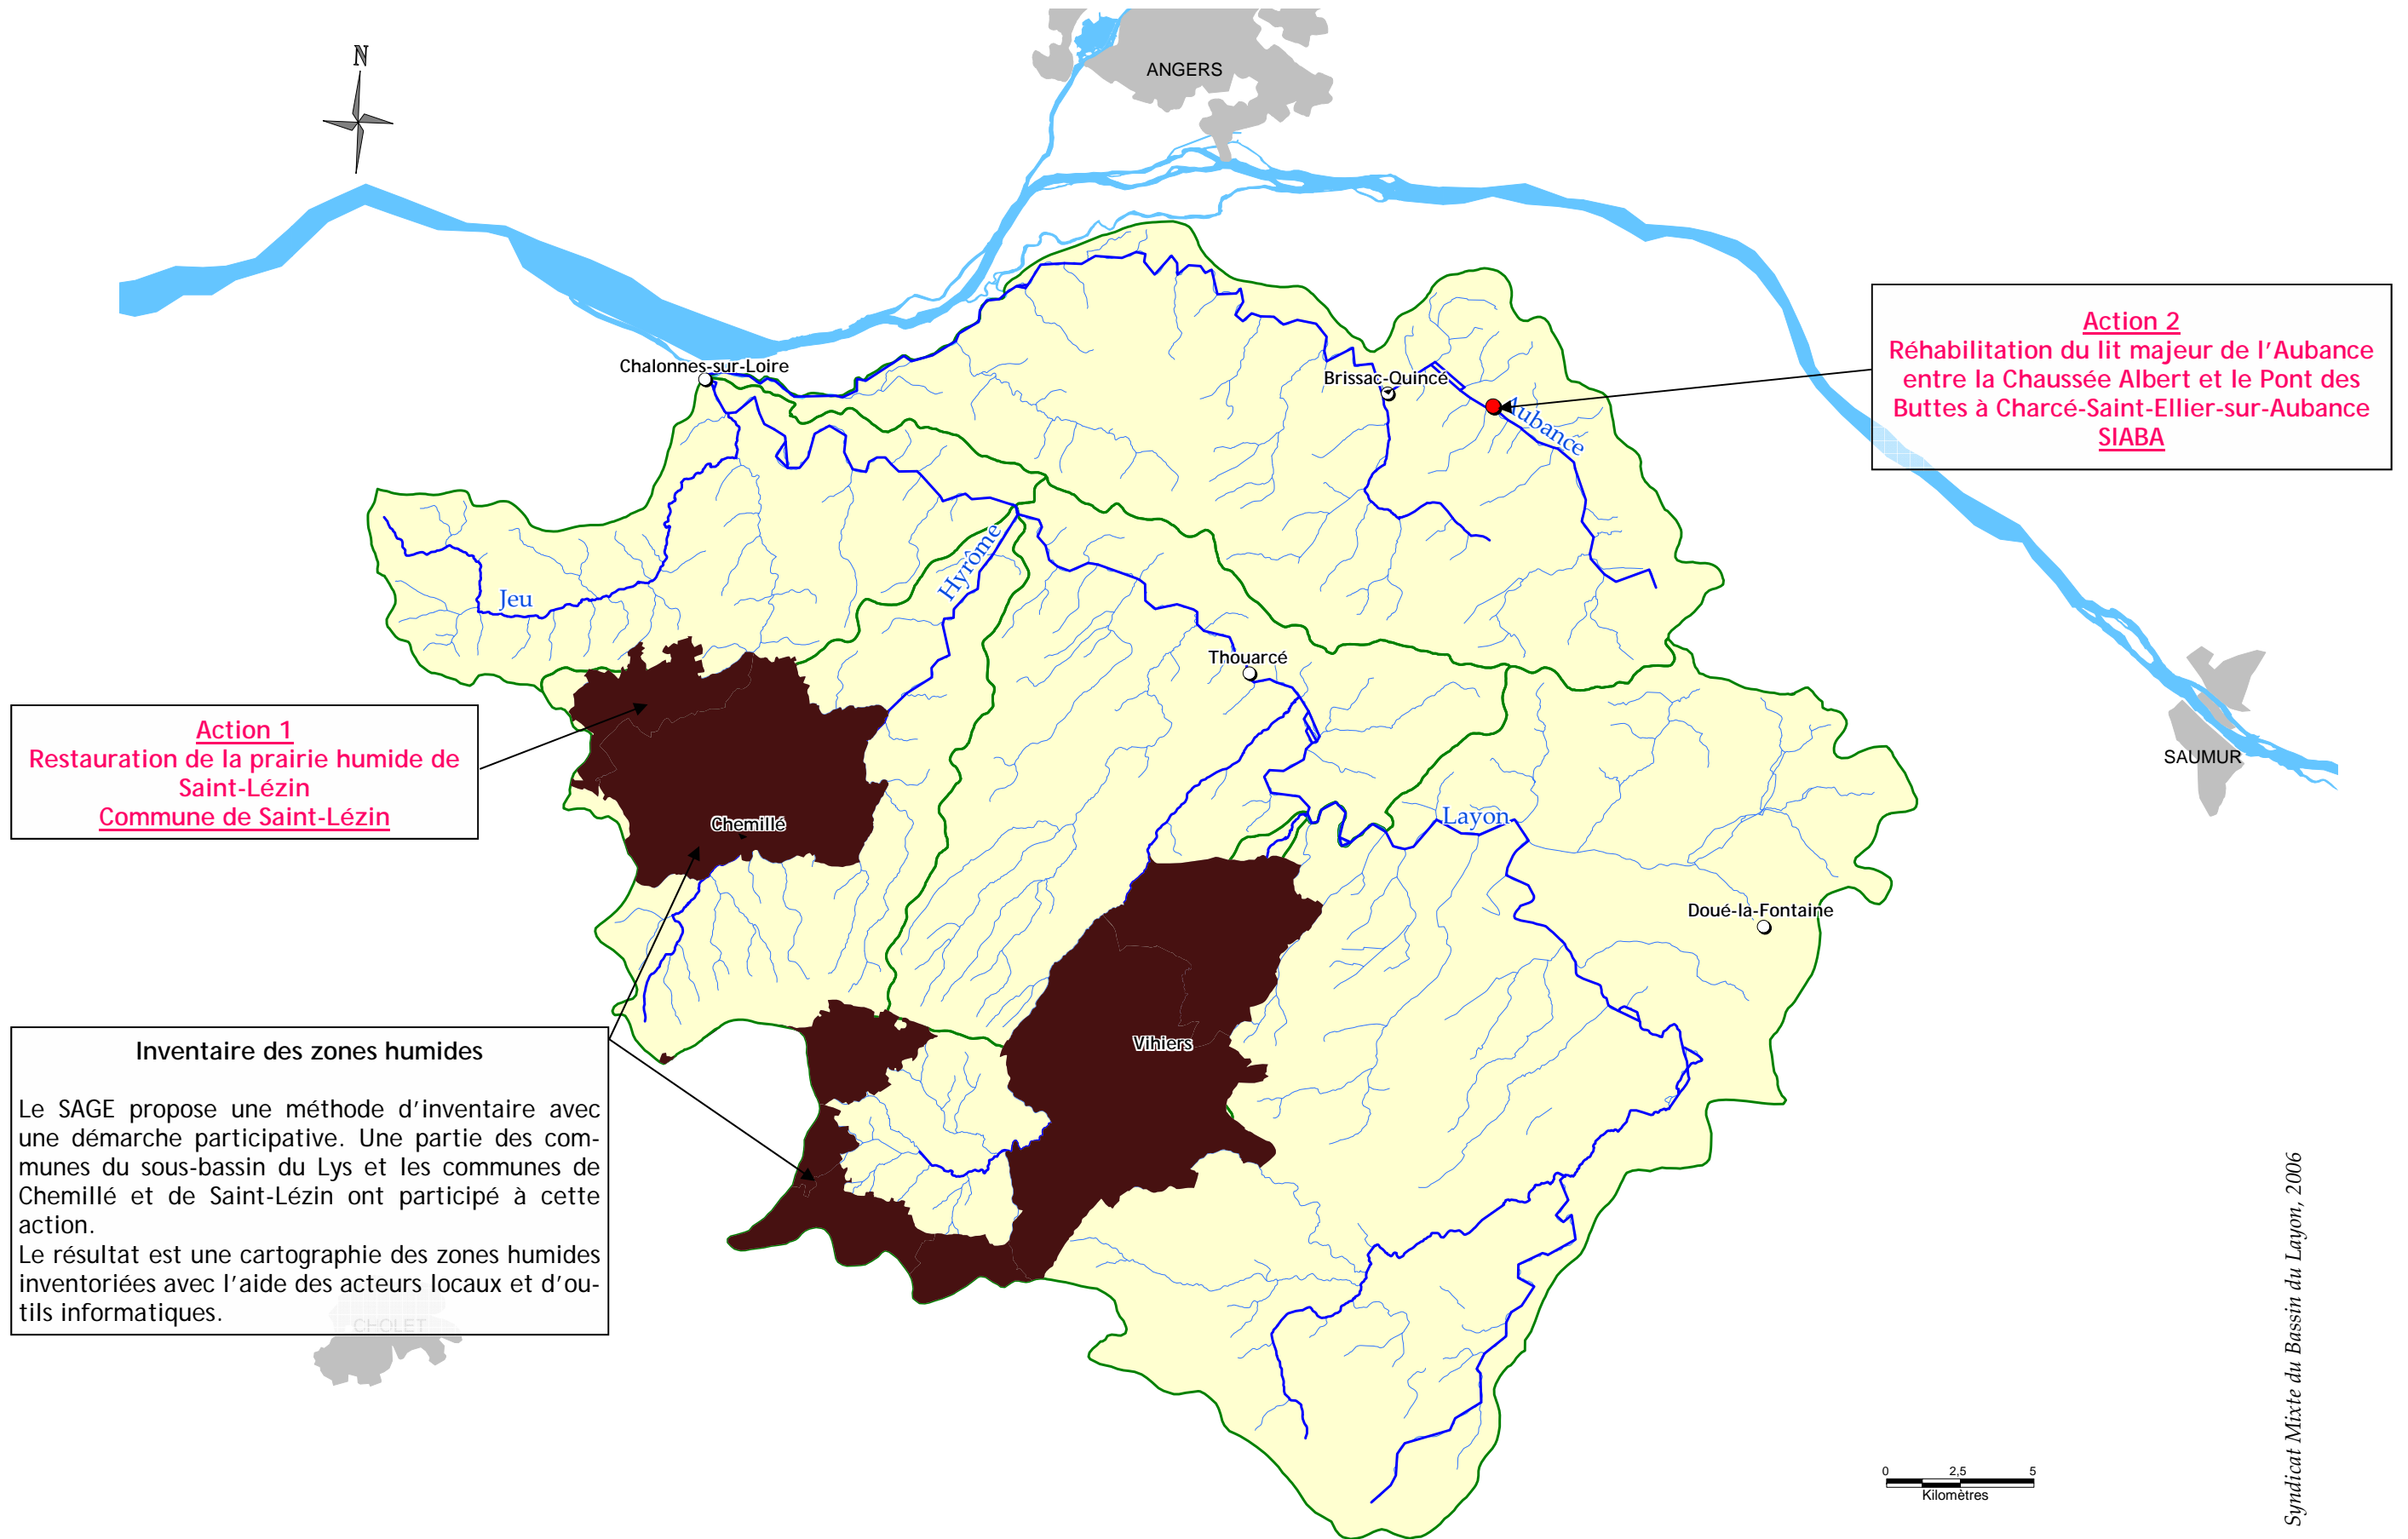 N
ANGERS
Action 2
Réhabilitation du lit majeur de l’Aubance
entre la Chaussée Albert et le Pont des
Buttes à Charcé-Saint-Ellier-sur-Aubance
SIABA
Chalonnes-sur-Loire
Brissac-Quincé
Aubance
Hyrôme
Jeu
Thouarcé
Action 1
Restauration de la prairie humide de
Saint-Lézin
Commune de Saint-Lézin
SAUMUR
Chemillé
Layon
Doué-la-Fontaine
Vihiers
Inventaire des zones humides
Le SAGE propose une méthode d’inventaire avec
une démarche participative. Une partie des com-
munes du sous-bassin du Lys et les communes de
Chemillé et de Saint-Lézin ont participé à cette
action.
Le résultat est une cartographie des zones humides
inventoriées avec l’aide des acteurs locaux et d’ou-
tils informatiques.
CHOLET
0 2,5 5
Kilomètres
Syndicat Mixte du Bassin du Layon, 2006